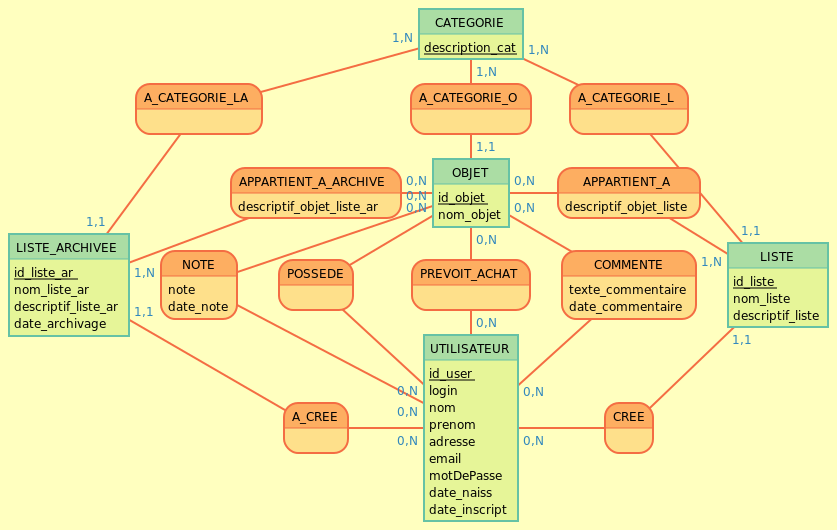 CATEGORIE
description_cat
1,N
1,N
1,N
A_CATEGORIE_LA
A_CATEGORIE_O
A_CATEGORIE_L
1,1
APPARTIENT_A_ARCHIVE
descriptif_objet_liste_ar
0,N
0,N
0,N
OBJET
id_objet
nom_objet
0,N
0,N
APPARTIENT_A
descriptif_objet_liste
1,1
1,1
LISTE_ARCHIVEE
id_liste_ar
nom_liste_ar
descriptif_liste_ar
date_archivage
1,N
1,1
NOTE
note
date_note
POSSEDE
0,N
PREVOIT_ACHAT
COMMENTE
texte_commentaire
date_commentaire
1,N
LISTE
id_liste
nom_liste
descriptif_liste
1,1
0,N
UTILISATEUR
id_user
login
nom
prenom
adresse
email
motDePasse
date_naiss
date_inscript
0,N
0,N
0,N
0,N
0,N
A_CREE
CREE